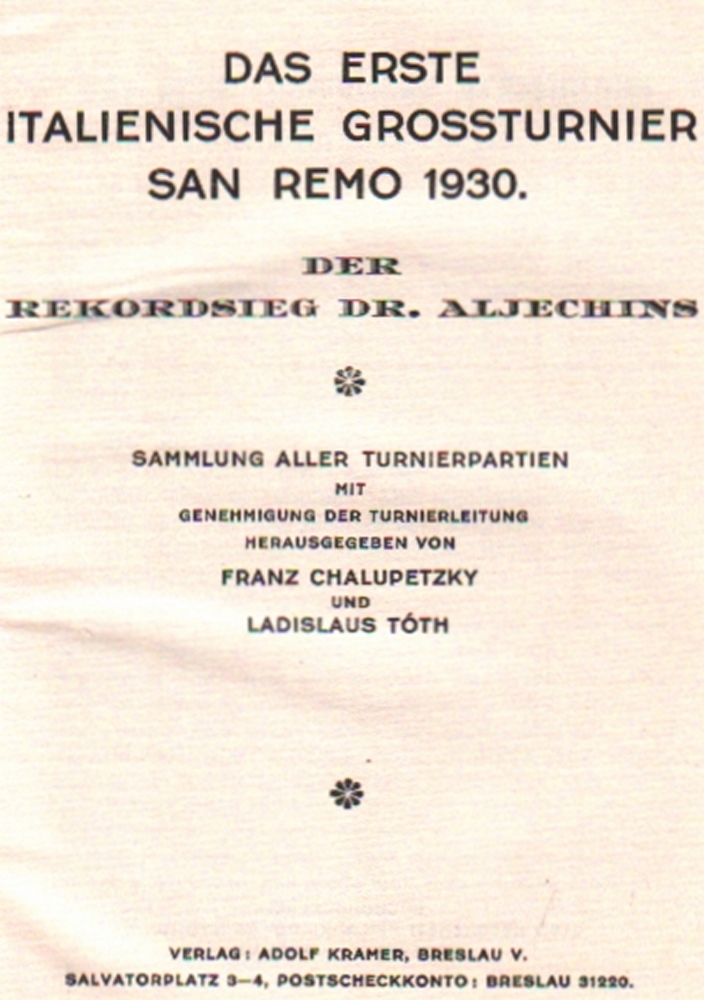 DAS ERSTE
ITALIENISCHE GROSSTURNIER
SAN REMO 1930.
DER
REKORDSIEG DR. ALJECHINS
SAMMLUNG ALLER TURNIERPARTIEN
MIT
GENEHMIGUNG DER TURNIERLEITUNG
HERAUSGEGEBEN VON
FRANZ CHALUPETZKY
UND
LADISLAUS TÓTH
VERLAG: ADOLF KRAMER, BRESLAU V.
SALVATORPLATZ 3—4, POSTSCHECKKONTO: BRESLAU 31220.